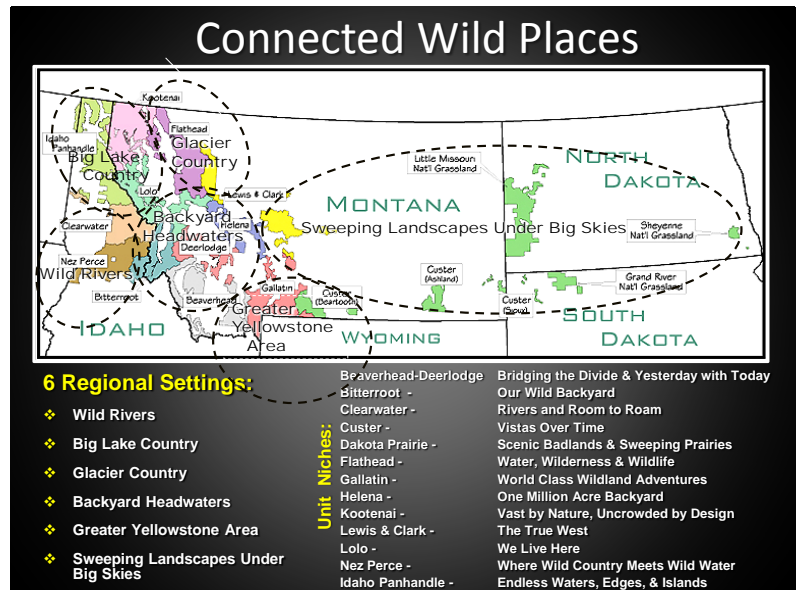 Connected Wild Places
Kootenai
Idaho
Panhandle
Flathead
Big Lake
Country
Glacier
Country
Lolo
Lewis & Clark
Little Missouri
Nat'l Grassland
NORTH
DAKOTA
MONTANA
Backyard
Headwaters
Helena
Deerlodge
Sweeping Landscapes Under Big Skies
Sheyenne
Nat'l Grassland
Clearwater
Nez Perce
Wild Rivers
Bitterroot
Beaverhead
Gallatin
Custer
(Beartooth)
Custer
(Ashland)
Custer
(Sioux)
Grand River
Nat'l Grassland
Greater
Yellowstone
Area
IDAHO
WYOMING
SOUTH
DAKOTA
6 Regional Settings:
Wild Rivers
Big Lake Country
Glacier Country
Backyard Headwaters
Greater Yellowstone Area
Sweeping Landscapes Under
Big Skies
Unit Niches:
Beaverhead-Deerlodge Bridging the Divide & Yesterday with Today
Bitterroot - Our Wild Backyard
Clearwater - Rivers and Room to Roam
Custer - Vistas Over Time
Dakota Prairie - Scenic Badlands & Sweeping Prairies
Flathead - Water, Wilderness & Wildlife
Gallatin - World Class Wildland Adventures
Helena - One Million Acre Backyard
Kootenai - Vast by Nature, Uncrowded by Design
Lewis & Clark - The True West
Lolo - We Live Here
Nez Perce - Where Wild Country Meets Wild Water
Idaho Panhandle - Endless Waters, Edges, & Islands